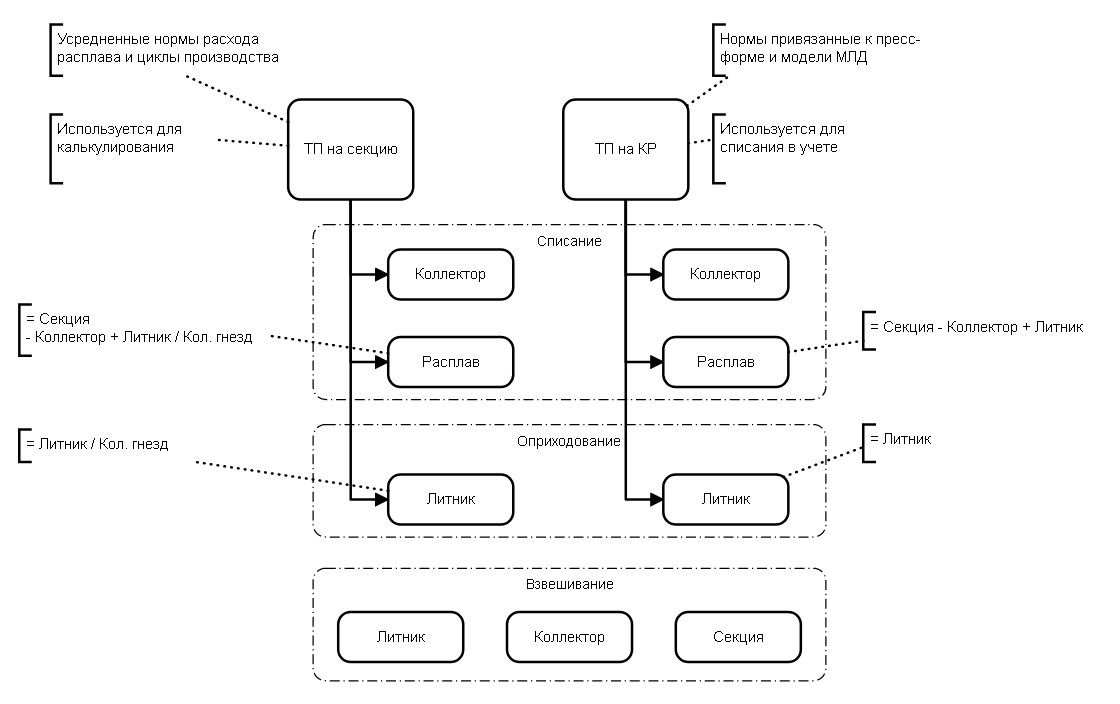 Усредненные нормы расхода
расплава и циклы производства
Нормы привязанные к пресс-
форме и модели МЛД
Используется для
калькулирования
ТП на секцию
ТП на КР
Используется для
списания в учете
Списание
Коллектор
Коллектор
= Секция
- Коллектор + Литник / Кол. гнезд
Расплав
Расплав
= Секция - Коллектор + Литник
Оприходование
= Литник / Кол. гнезд
= Литник
Литник
Литник
Взвешивание
Литник
Коллектор
Секция